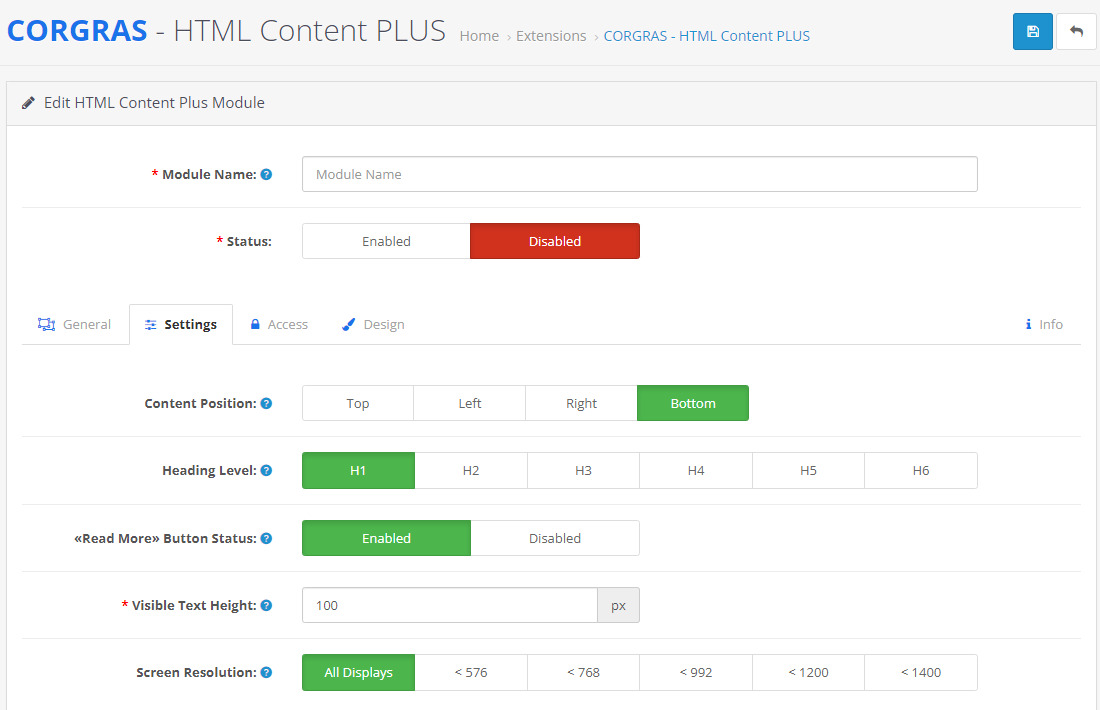 CORGRAS - HTML Content PLUS Home › Extensions › CORGRAS - HTML Content PLUS
Edit HTML Content Plus Module
* Module Name: ? Module Name
* Status: Enabled Disabled
General Settings Access Design i Info
Content Position: ? Top Left Right Bottom
Heading Level: ? H1 H2 H3 H4 H5 H6
«Read More» Button Status: ? Enabled Disabled
* Visible Text Height: ? 100 px
Screen Resolution: ? All Displays < 576 < 768 < 992 < 1200 < 1400